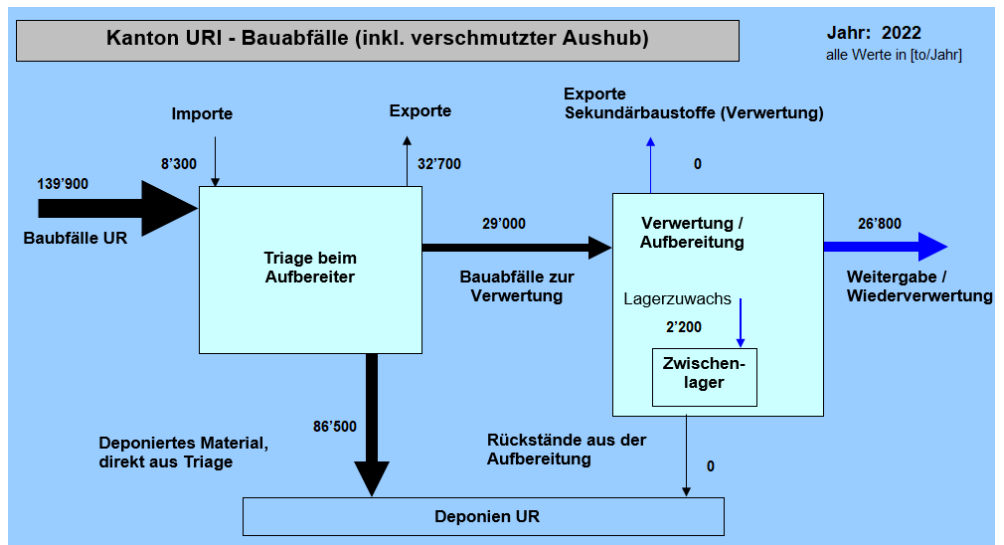 Kanton URI - Bauabfälle (inkl. verschmutzter Aushub)
Jahr: 2022
alle Werte in [to/Jahr]
Importe
Exporte
Exporte
Sekundärbaustoffe (Verwertung)
8’300
32’700
0
139’900
Baubfälle UR
Triage beim
Aufbereiter
29’000
Bauabfälle zur
Verwertung
Verwertung /
Aufbereitung
26’800
Weitergabe /
Wiederverwertung
Lagerzuwachs
2’200
Zwischen-
lager
86’500
Deponiertes Material,
direkt aus Triage
Rückstände aus der
Aufbereitung
0
Deponien UR